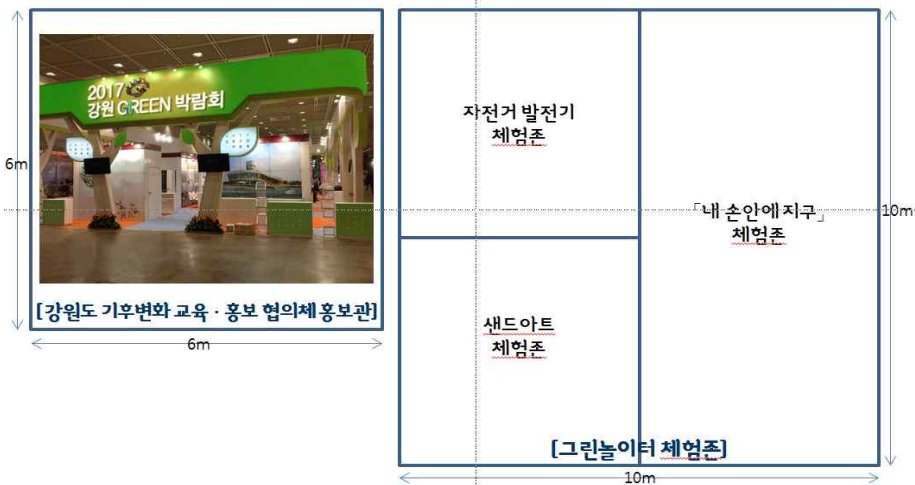 2017
강원 GREEN 박람회
6m
[강원도 기후변화 교육 · 홍보 협의체 홍보관]
6m
자전거 발전기
체험존
샌드아트
체험존
「내 손안에 지구」
체험존
[그린놀이터 체험존]
10m
10m